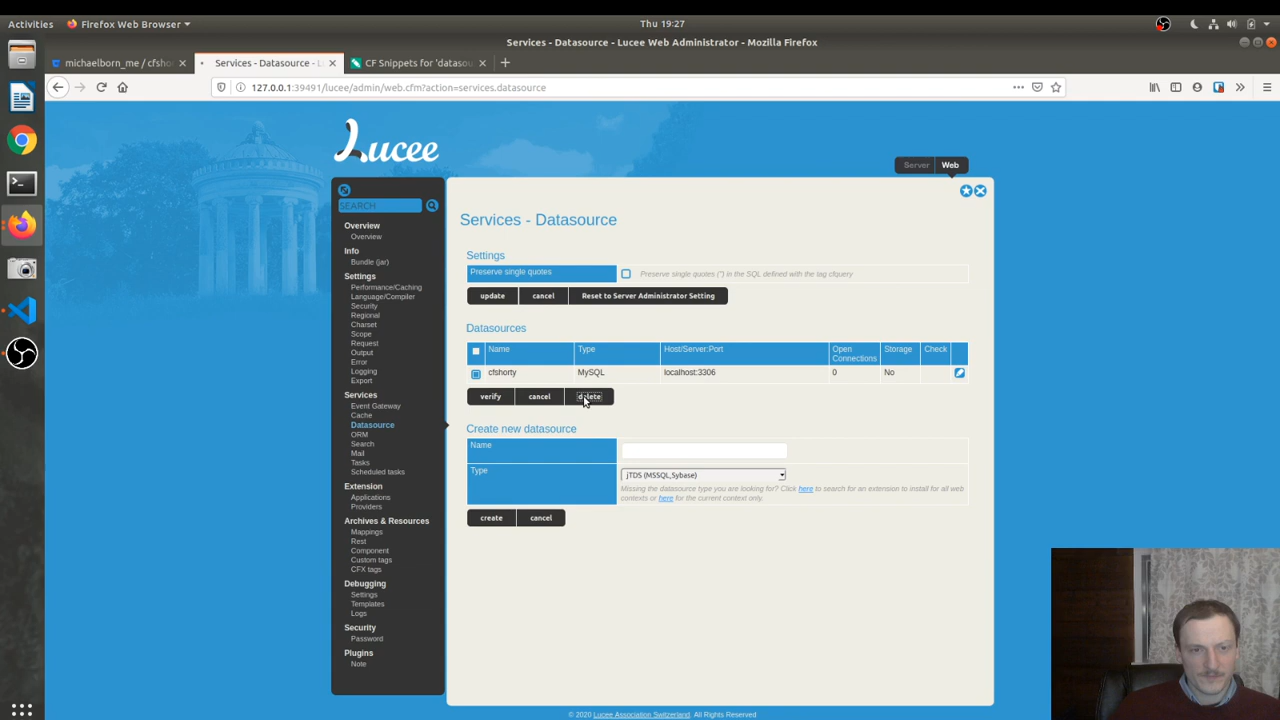 Activities
Firefox Web Browser
Thu 19:27
Services - Datasource - Lucee Web Administrator - Mozilla Firefox
michaelborn_me / cfshor
Services - Datasource - L
CF Snippets for 'datasou
127.0.0.1:39491/lucee/admin/web.cfm?action=services.datasource
Lucee
Server
Web
SEARCH
Overview
Overview
Info
Bundle (jar)
Settings
Performance/Caching
Language/Compiler
Security
Regional
Charset
Scope
Request
Output
Error
Logging
Export
Services
Event Gateway
Cache
Datasource
ORM
Search
Mail
Tasks
Scheduled tasks
Extension
Applications
Providers
Archives & Resources
Mappings
Rest
Component
Custom tags
CFX tags
Debugging
Settings
Templates
Logs
Security
Password
Plugins
Note
Services - Datasource
Settings
Preserve single quotes
Preserve single quotes (") in the SQL defined with the tag cfquery
update
cancel
Reset to Server Administrator Setting
Datasources
Name
Type
Host/Server:Port
Open Connections
Storage
Check
cfshorty
MySQL
localhost:3306
0
No
verify
cancel
delete
Create new datasource
Name
Type
jTDS (MSSQL,Sybase)
Missing the datasource type you are looking for? Click here to search for an extension to install for all web
contexts or here for the current context only.
create
cancel
© 2020 Lucee Association Switzerland. All Rights Reserved